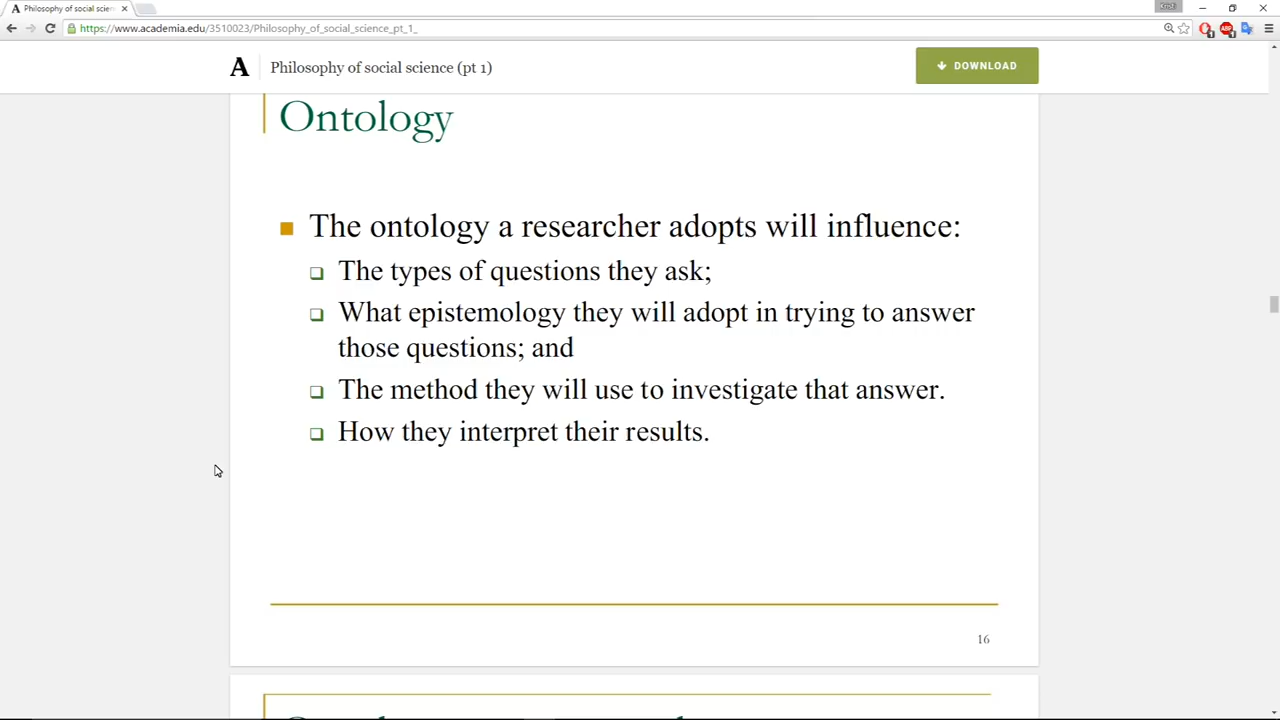 Philosophy of social scien
https://www.academia.edu/3510023/Philosophy_of_social_science_pt_1_
A Philosophy of social science (pt 1)
DOWNLOAD
Ontology
The ontology a researcher adopts will influence:
The types of questions they ask;
What epistemology they will adopt in trying to answer
those questions; and
The method they will use to investigate that answer.
How they interpret their results.
16